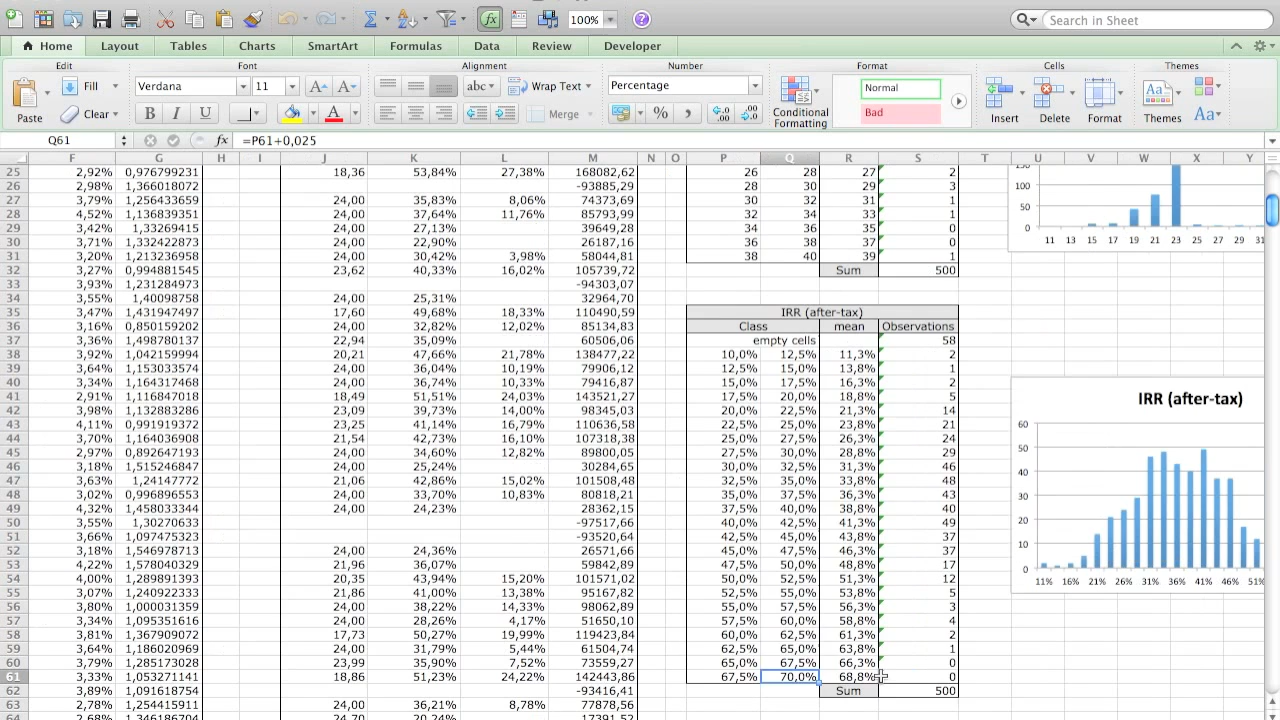 100%
Search in Sheet
Home Layout Tables Charts SmartArt Formulas Data Review Developer
Edit Font Alignment Number Format Cells Themes
Fill Verdana 11 abc Wrap Text Percentage Normal
Paste Clear B I U A Merge % Conditional Formatting Bad Insert Delete Format Themes Aa
Q61 fx =P61+0,025
F G H I J K L M N O P Q R S T U V W X Y
25 2,92% 0,976799231 18,36 53,84% 27,38% 168082,62 26 28 27 2
26 2,98% 1,366018072 -93885,29 28 30 29 3
27 3,79% 1,256433659 24,00 35,83% 8,06% 74373,69 30 32 31 1
28 4,52% 1,136839351 24,00 37,64% 11,76% 85793,99 32 34 33 1
29 3,42% 1,33269415 24,00 27,13% 39649,28 34 36 35 1
30 3,71% 1,332422873 24,00 22,90% 26187,16 36 38 37 0
31 3,21% 1,213236958 24,00 30,42% 3,98% 58044,81 38 40 39 1
32 3,27% 0,994881545 23,62 40,33% 16,02% 105739,72 Sum 500
33 3,93% 1,231284973 -94303,07
34 3,55% 1,40098758 24,00 25,31% 32964,70
35 3,47% 1,431947497 17,60 49,68% 18,33% 110490,59 IRR (after-tax)
36 3,16% 0,850159202 24,00 32,82% 12,02% 85134,83 Class mean Observations
37 3,36% 1,498780137 22,94 35,09% 60506,06 empty cells 58
38 3,92% 1,042159994 20,21 47,66% 21,78% 138477,22 10,0% 12,5% 11,3% 2
39 3,64% 1,153033574 24,00 36,04% 10,19% 79906,12 12,5% 15,0% 13,8% 1
40 3,34% 1,164317468 24,00 36,74% 10,33% 79416,87 15,0% 17,5% 16,3% 2
41 2,91% 1,116847018 18,49 51,51% 24,03% 143521,27 17,5% 20,0% 18,8% 5
42 3,98% 1,132883286 23,09 39,73% 14,00% 98345,03 20,0% 22,5% 21,3% 14
43 4,11% 0,991919372 23,25 41,14% 16,79% 110636,58 22,5% 25,0% 23,8% 21
44 3,70% 1,164036908 21,54 42,73% 16,10% 107318,38 25,0% 27,5% 26,3% 24
45 2,97% 0,892647193 24,00 34,60% 12,82% 89800,05 27,5% 30,0% 28,8% 29
46 3,18% 1,515246847 24,00 25,24% 30284,65 30,0% 32,5% 31,3% 46
47 3,63% 1,24147772 21,06 42,86% 15,02% 101508,48 32,5% 35,0% 33,8% 48
48 3,02% 0,996896553 24,00 33,70% 10,83% 80818,21 35,0% 37,5% 36,3% 43
49 4,32% 1,458033344 24,00 24,23% 28362,15 37,5% 40,0% 38,8% 40
50 3,55% 1,30270633 -97517,66 40,0% 42,5% 41,3% 49
51 3,66% 1,097475323 -93520,64 42,5% 45,0% 43,8% 37
52 3,18% 1,546978713 24,00 24,36% 26571,66 45,0% 47,5% 46,3% 37
53 4,22% 1,578040329 21,96 36,07% 59842,89 47,5% 50,0% 48,8% 17
54 4,00% 1,289891393 20,35 43,94% 15,20% 101571,02 50,0% 52,5% 51,3% 12
55 3,07% 1,240922233 21,86 41,00% 13,38% 95167,82 52,5% 55,0% 53,8% 5
56 3,80% 1,000031359 24,00 38,22% 14,33% 98062,89 55,0% 57,5% 56,3% 3
57 3,34% 1,095351616 24,00 28,26% 4,17% 51650,10 57,5% 60,0% 58,8% 4
58 3,81% 1,367909072 17,73 50,27% 19,99% 119423,84 60,0% 62,5% 61,3% 2
59 3,64% 1,186020969 24,00 31,79% 5,44% 61504,74 62,5% 65,0% 63,8% 1
60 3,79% 1,285173028 23,99 35,90% 7,52% 73559,27 65,0% 67,5% 66,3% 0
61 3,33% 1,053271141 18,86 51,23% 24,22% 142443,86 67,5% 70,0% 68,8% 0
62 3,89% 1,091618754 -93416,41 Sum 500
63 2,78% 1,254415911 24,00 36,21% 8,78% 77878,56
100
50
0
11 13 15 17 19 21 23 25 27 29 31
IRR (after-tax)
60
50
40
30
20
10
0
11% 16% 21% 26% 31% 36% 41% 46% 51%